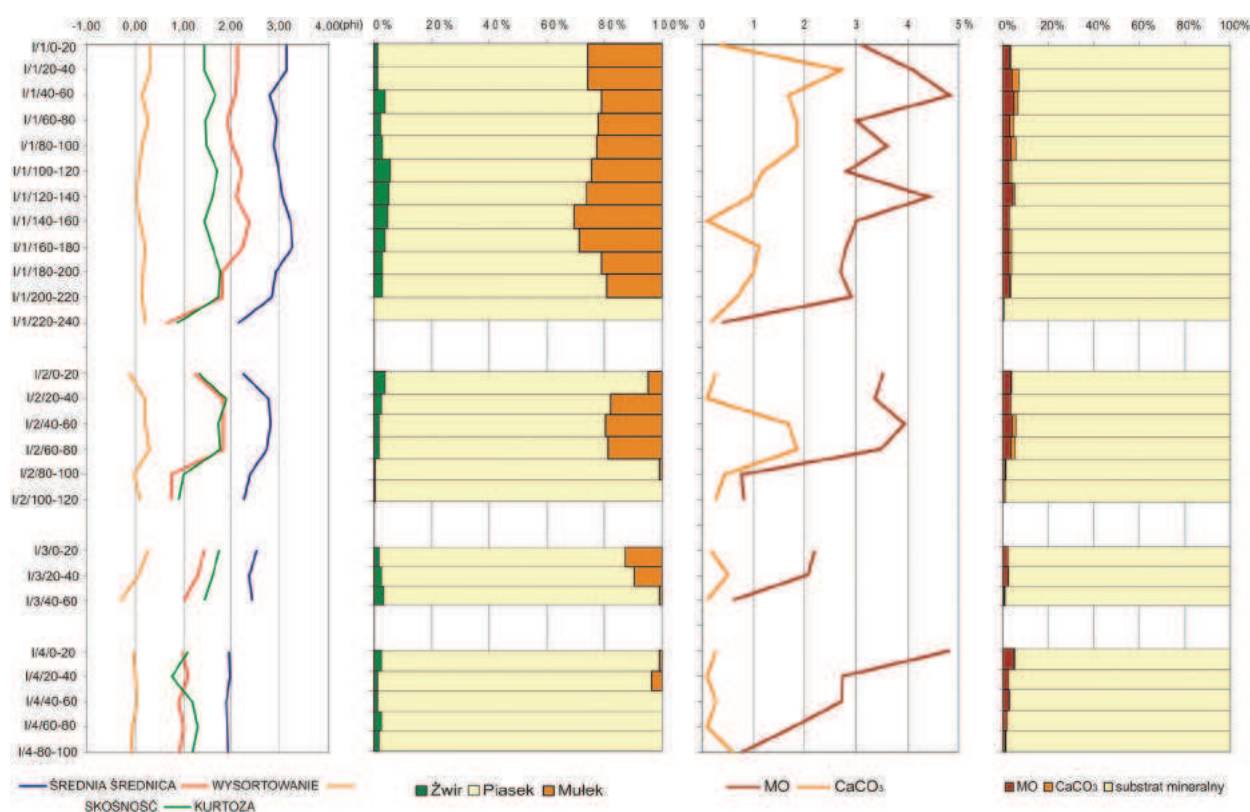 -1,00 0,00 1,00 2,00 3,00 4,00(phi)
0% 20% 40% 60% 80% 100%
0 1 2 3 4 5%
0% 20% 40% 60% 80% 100%
I/1/0-20
I/1/20-40
I/1/40-60
I/1/60-80
I/1/80-100
I/1/100-120
I/1/120-140
I/1/140-160
I/1/160-180
I/1/180-200
I/1/200-220
I/1/220-240
I/2/0-20
I/2/20-40
I/2/40-60
I/2/60-80
I/2/80-100
I/2/100-120
I/3/0-20
I/3/20-40
I/3/40-60
I/4/0-20
I/4/20-40
I/4/40-60
I/4/60-80
I/4-80-100
ŚREDNIA ŚREDNICA WYSORTOWANIE
SKOŚNOŚĆ KURTOZA
Żwir Piasek Mułek
MO CaCO₃
MO CaCO₃ substrat mineralny